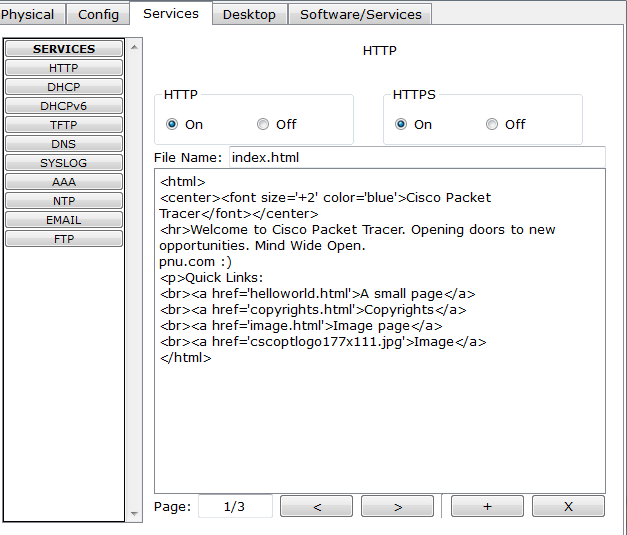 Physical Config Services Desktop Software/Services
SERVICES
HTTP
DHCP
DHCPv6
TFTP
DNS
SYSLOG
AAA
NTP
EMAIL
FTP
HTTP
HTTP
On Off
HTTPS
On Off
File Name: index.html
<html>
<center><font size='+2' color='blue'>Cisco Packet
Tracer</font></center>
<hr>Welcome to Cisco Packet Tracer. Opening doors to new
opportunities. Mind Wide Open.
pnu.com :)
<p>Quick Links:
<br><a href='helloworld.html'>A small page</a>
<br><a href='copyrights.html'>Copyrights</a>
<br><a href='image.html'>Image page</a>
<br><a href='cscoptlogo177x111.jpg'>Image</a>
</html>
Page: 1/3 < > + X